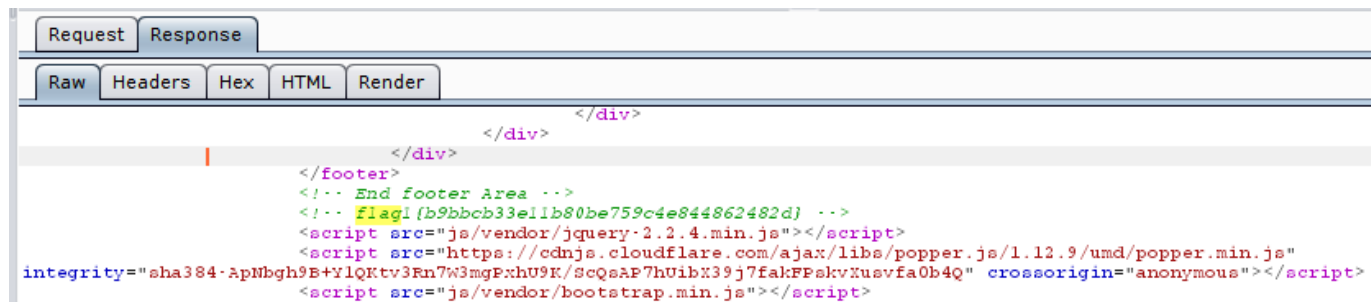 Request Response
Raw Headers Hex HTML Render
</div>
</div>
</div>
</footer>
<!-- End footer Area -->
<!-- flag1{b9bbcb33e11b80be759c4e844862482d} -->
<script src="js/vendor/jquery-2.2.4.min.js"></script>
<script src="https://cdnjs.cloudflare.com/ajax/libs/popper.js/1.12.9/umd/popper.min.js"
integrity="sha384-ApNbgh9B+Y1QKtv3Rn7W3mgPxhU9K/ScQsAP7hUibX39j7fakFPskvXusvfa0b4Q" crossorigin="anonymous"></script>
<script src="js/vendor/bootstrap.min.js"></script>